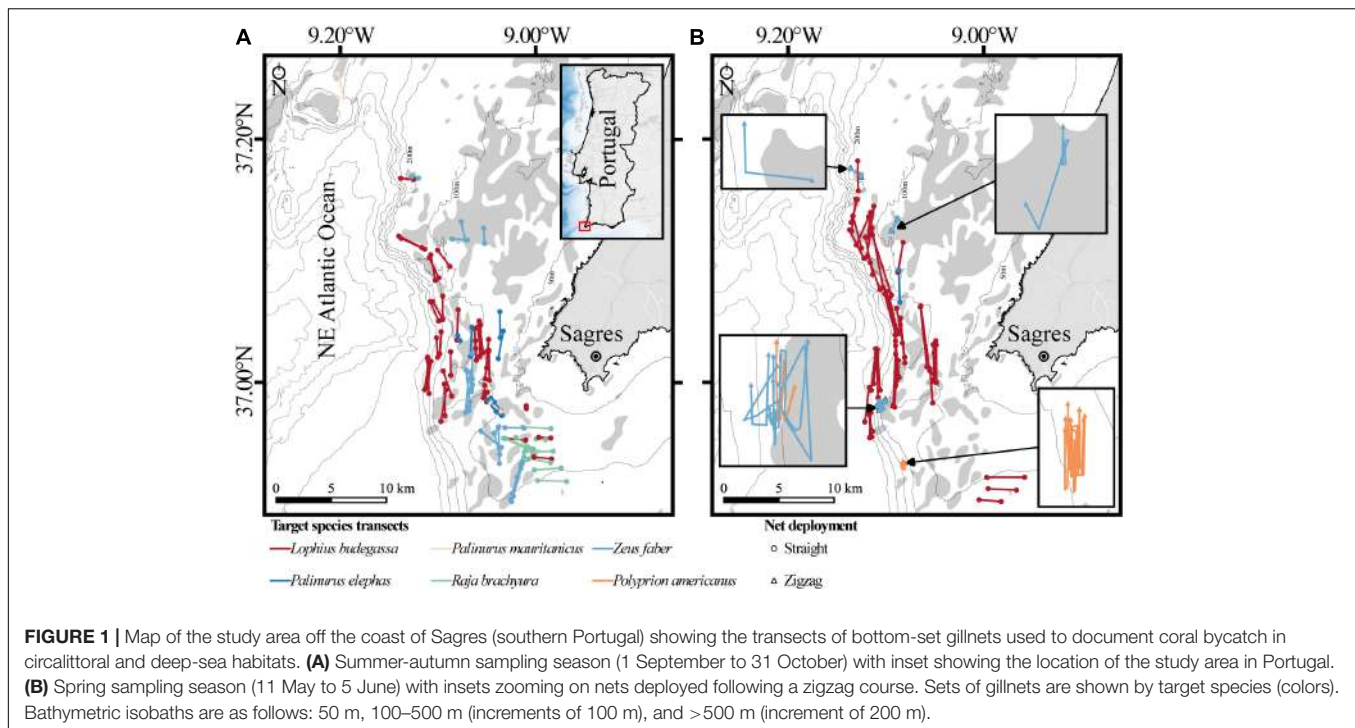 A
B
9.20°W
9.00°W
9.20°W
9.00°W
N
N
37.20°N
37.20°N
37.00°N
37.00°N
200m
100m
50m
200m
100m
50m
Portugal
NE Atlantic Ocean
Sagres
Sagres
0 5 10 km
0 5 10 km
Target species transects
Net deployment
Lophius budegassa
Palinurus mauritanicus
Zeus faber
Straight
Palinurus elephas
Raja brachyura
Polyprion americanus
Zigzag
FIGURE 1 | Map of the study area off the coast of Sagres (southern Portugal) showing the transects of bottom-set gillnets used to document coral bycatch in
circalittoral and deep-sea habitats. (A) Summer-autumn sampling season (1 September to 31 October) with inset showing the location of the study area in Portugal.
(B) Spring sampling season (11 May to 5 June) with insets zooming on nets deployed following a zigzag course. Sets of gillnets are shown by target species (colors).
Bathymetric isobaths are as follows: 50 m, 100–500 m (increments of 100 m), and >500 m (increment of 200 m).